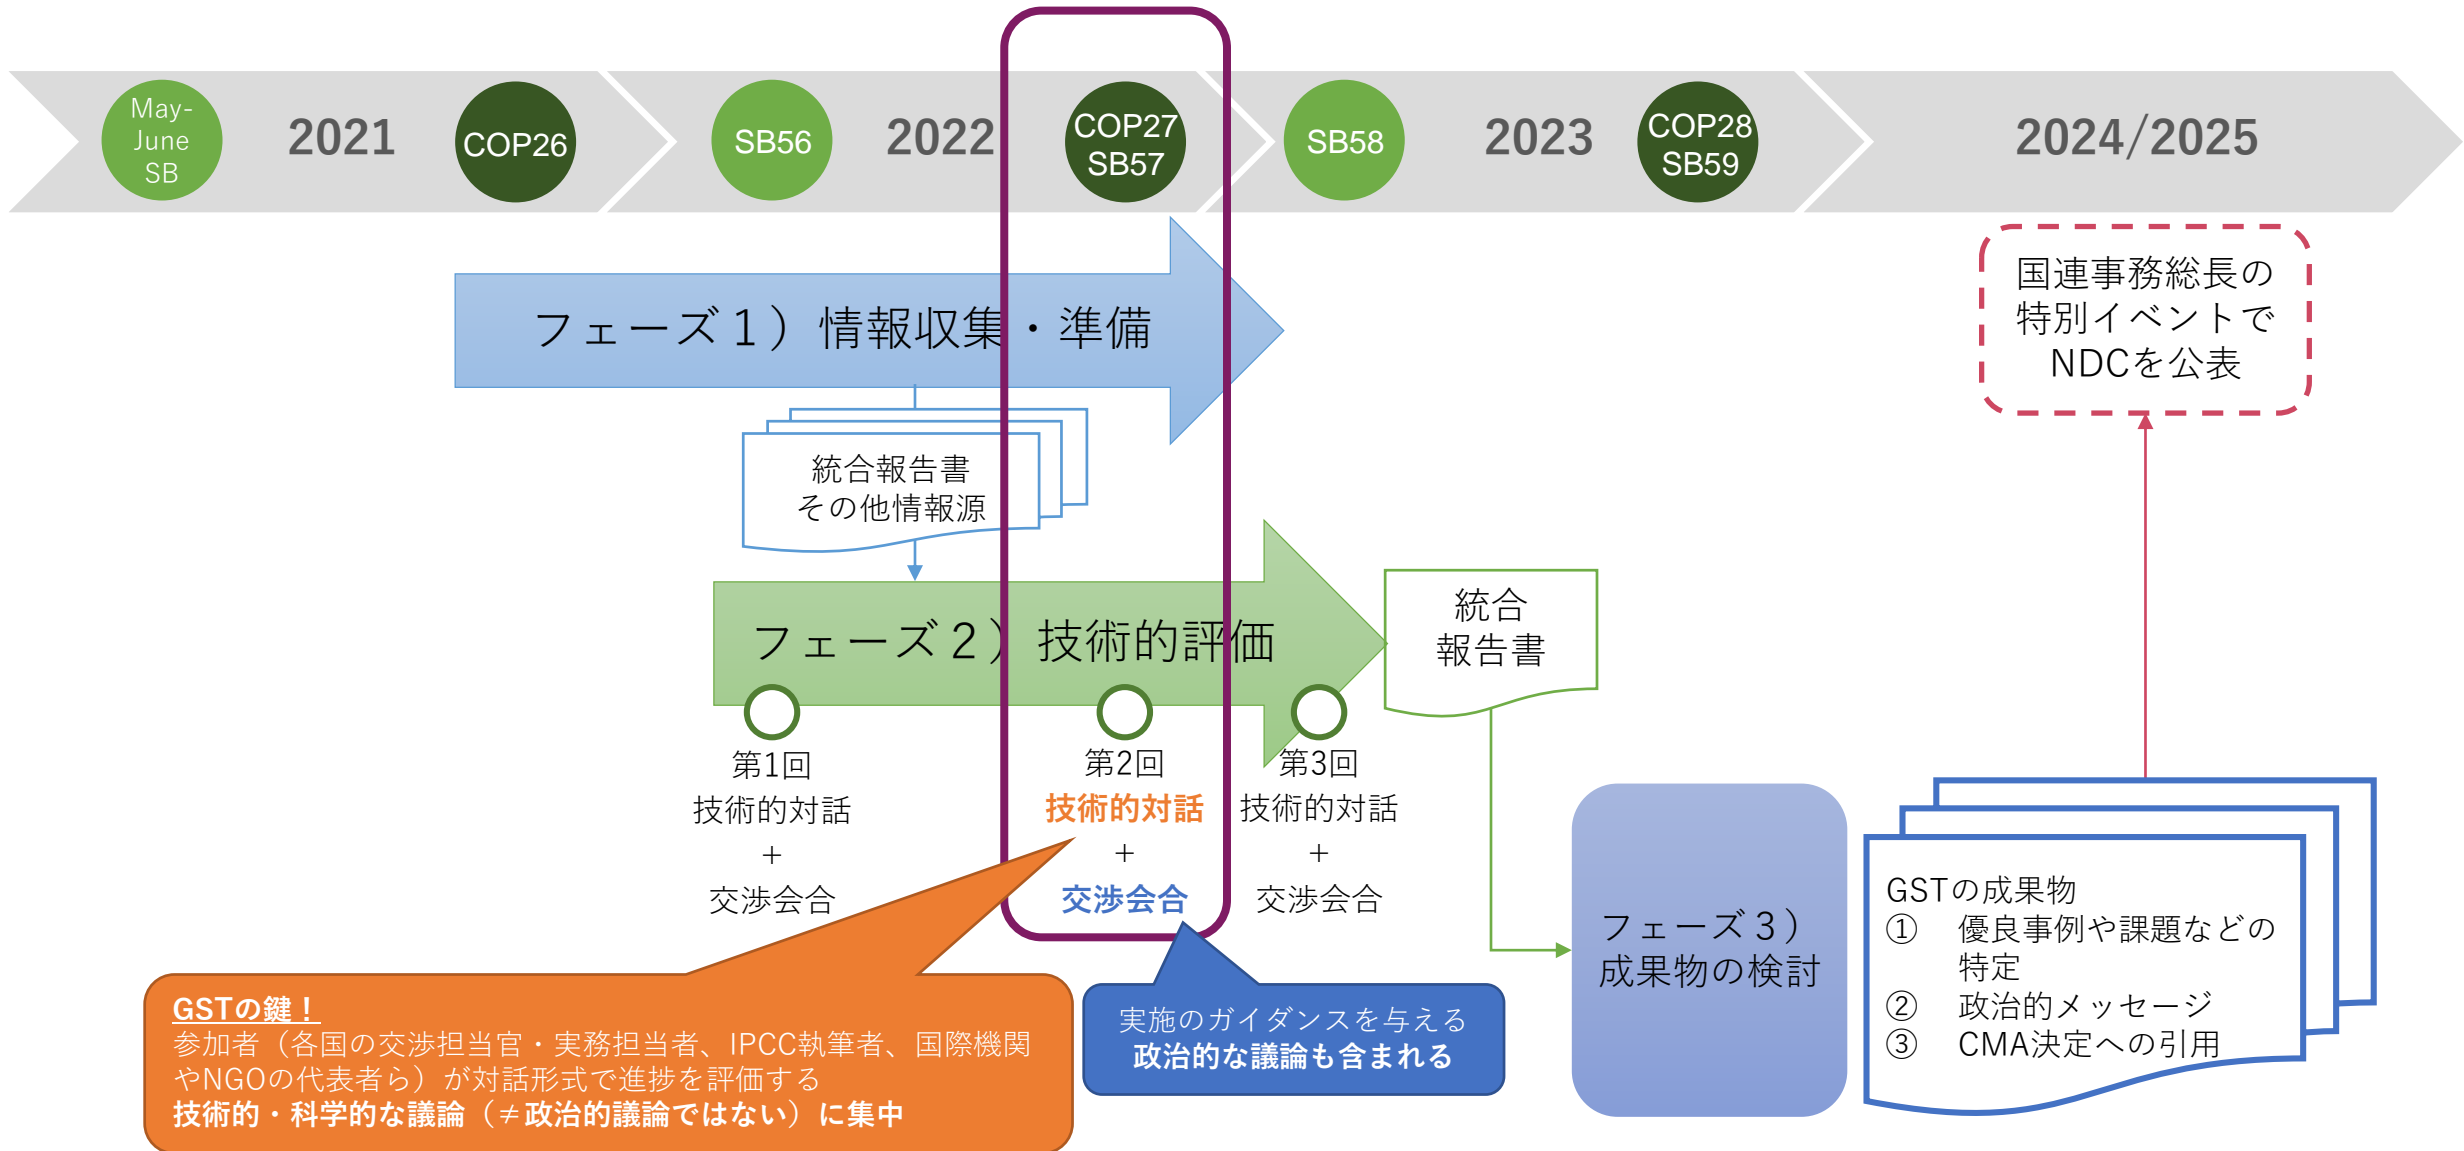 May-
June
SB
2021
COP26
SB56
2022
COP27
SB57
SB58
2023
COP28
SB59
2024/2025
フェーズ１）情報収集・準備
国連事務総長の
特別イベントで
NDCを公表
統合報告書
その他情報源
フェーズ２）技術的評価
統合
報告書
第1回
技術的対話
+
交渉会合
第2回
技術的対話
+
交渉会合
第3回
技術的対話
+
交渉会合
フェーズ３）
成果物の検討
GSTの成果物
① 優良事例や課題などの
特定
② 政治的メッセージ
③ CMA決定への引用
GSTの鍵！
参加者（各国の交渉担当官・実務担当者、IPCC執筆者、国際機関
やNGOの代表者ら）が対話形式で進捗を評価する
技術的・科学的な議論（≠政治的議論ではない）に集中
実施のガイダンスを与える
政治的な議論も含まれる